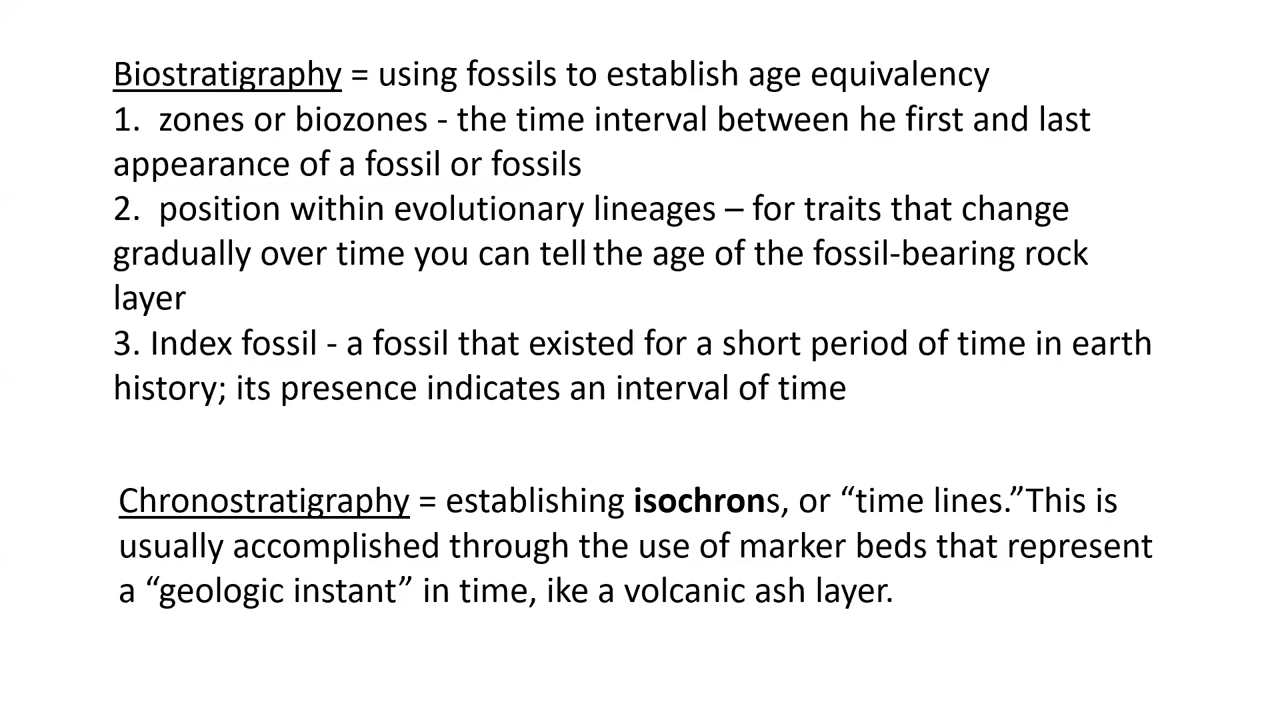 Biostratigraphy = using fossils to establish age equivalency
1.  zones or biozones - the time interval between he first and last
appearance of a fossil or fossils
2.  position within evolutionary lineages – for traits that change
gradually over time you can tell the age of the fossil-bearing rock
layer
3. Index fossil - a fossil that existed for a short period of time in earth
history; its presence indicates an interval of time
Chronostratigraphy = establishing isochrons, or “time lines.”This is
usually accomplished through the use of marker beds that represent
a “geologic instant” in time, ike a volcanic ash layer.